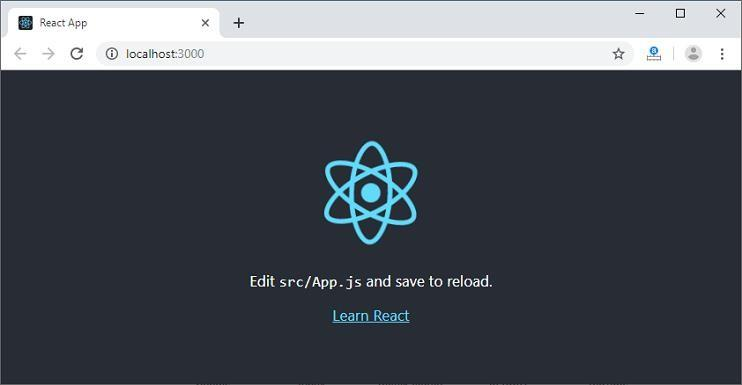 React App
localhost:3000
Edit src/App.js and save to reload.
Learn React